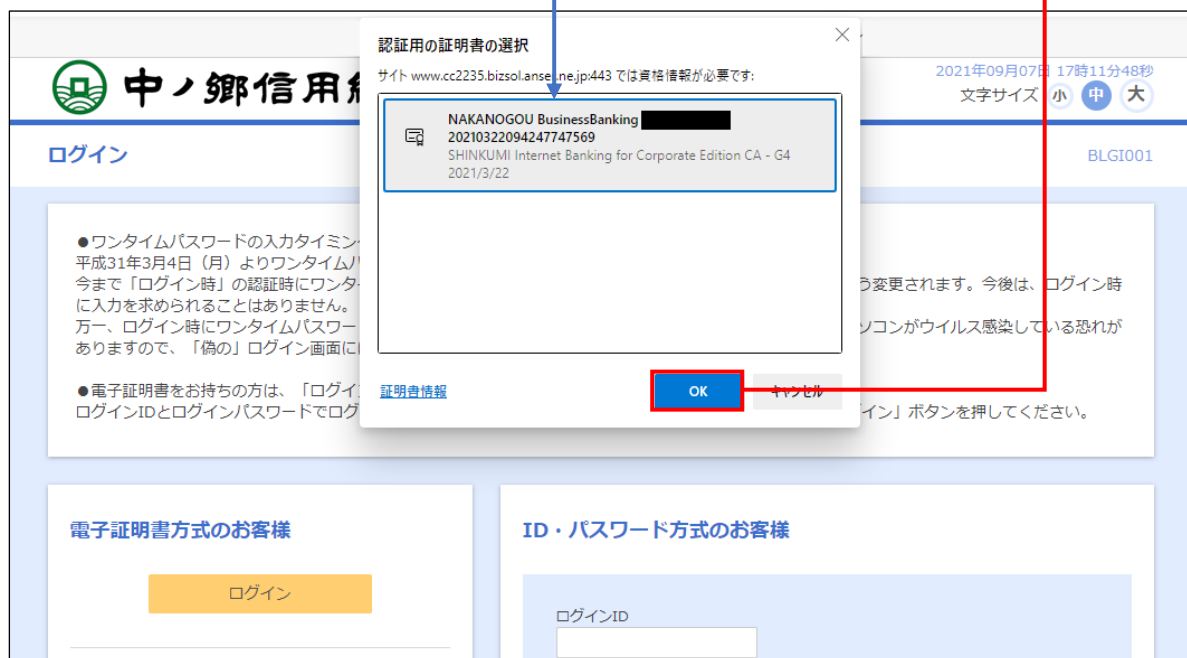 認証用の証明書の選択
サイト www.cc2235.bizsol.anser.ne.jp:443 では資格情報が必要です:
NAKANOGOU BusinessBanking
20210322094247747569
SHINKUMI Internet Banking for Corporate Edition CA - G4
2021/3/22
証明書情報
OK
キャンセル
中ノ郷信用
2021年09月07日 17時11分48秒
文字サイズ 小 中 大
ログイン
BLGI001
●ワンタイムパスワードの入力タイミン
平成31年3月4日（月）よりワンタイム
今まで「ログイン時」の認証時にワンタ う変更されます。今後は、ログイン時
に入力を求められることはありません。
万一、ログイン時にワンタイムパスワー ソコンがウイルス感染している恐れが
ありますので、「偽の」ログイン画面に
●電子証明書をお持ちの方は、「ログイ
ログインIDとログインパスワードでログ イン」ボタンを押してください。
電子証明書方式のお客様
ログイン
ID・パスワード方式のお客様
ログインID